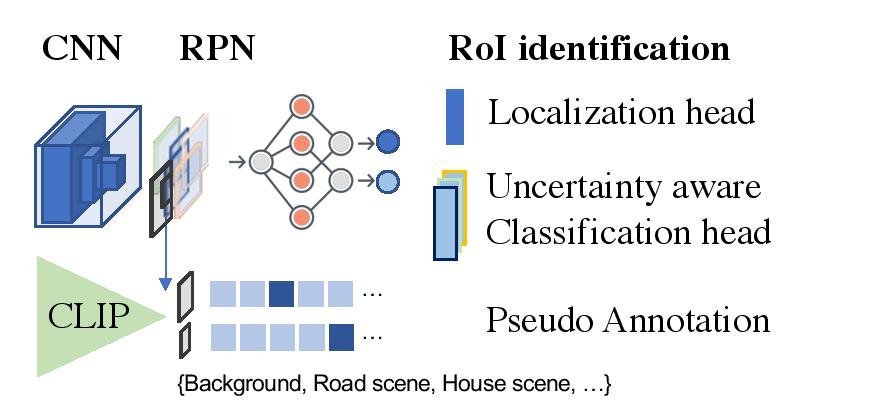 CNN RPN RoI identification
Localization head
Uncertainty aware
Classification head
CLIP
...
...
Pseudo Annotation
{Background, Road scene, House scene, ...}